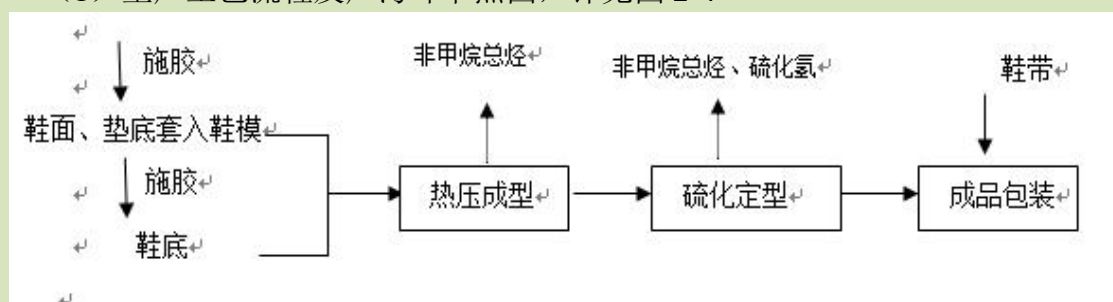 施胶
非甲烷总烃
非甲烷总烃、硫化氢
鞋带
鞋面、垫底套入鞋模
施胶
热压成型
硫化定型
成品包装
鞋底